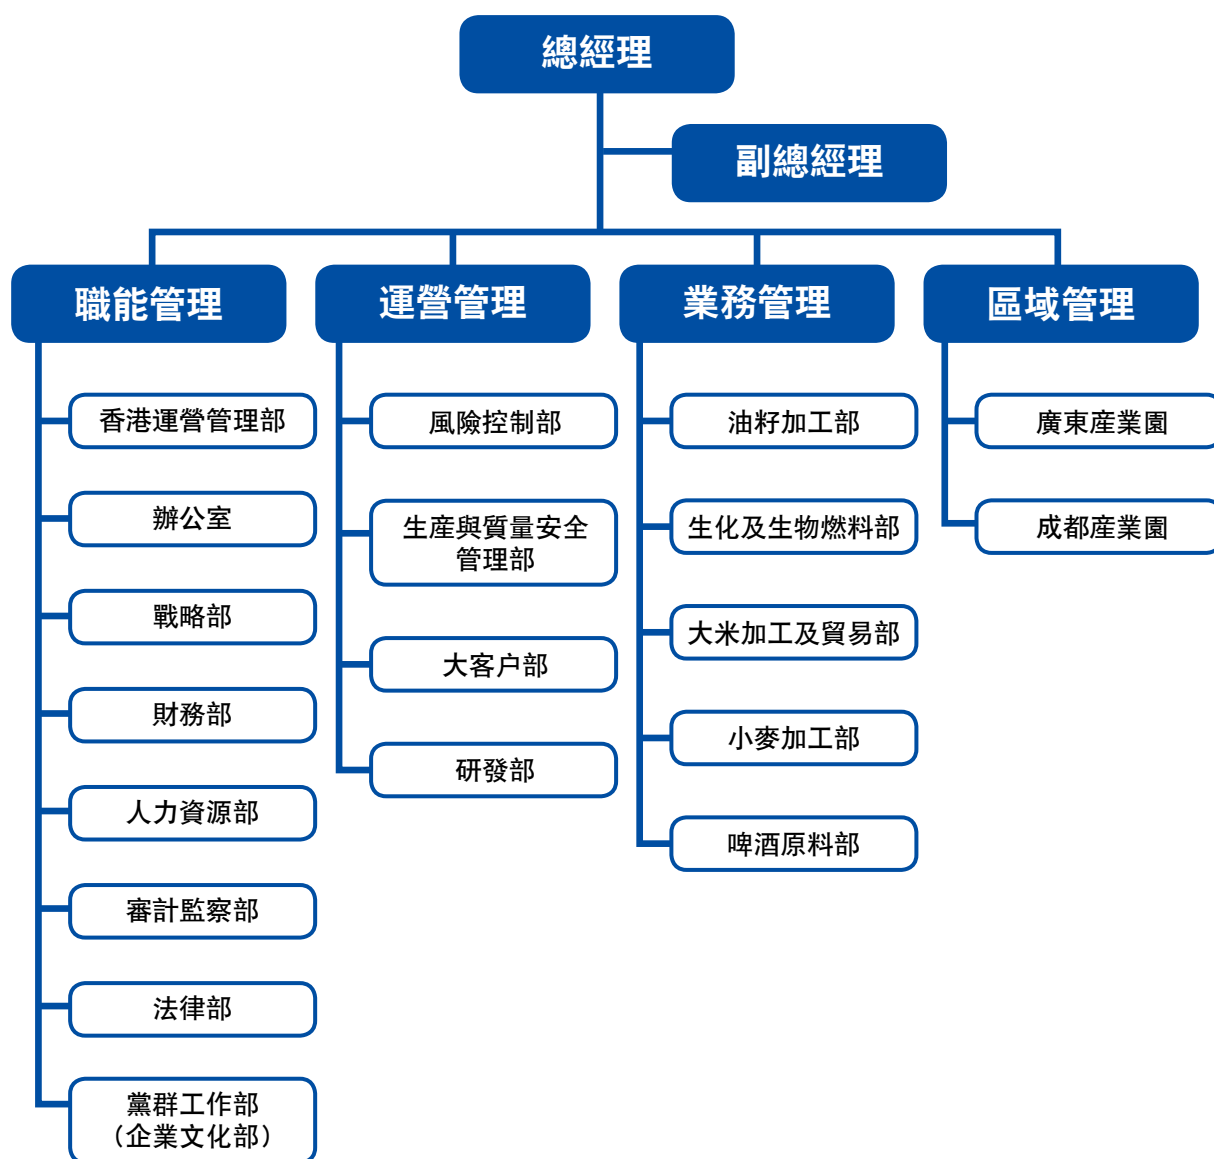 總經理
副總經理
職能管理
運營管理
業務管理
區域管理
香港運營管理部
辦公室
戰略部
財務部
人力資源部
審計監察部
法律部
黨群工作部
（企業文化部）
風險控制部
生産與質量安全
管理部
大客户部
研發部
油籽加工部
生化及生物燃料部
大米加工及貿易部
小麥加工部
啤酒原料部
廣東産業園
成都産業園